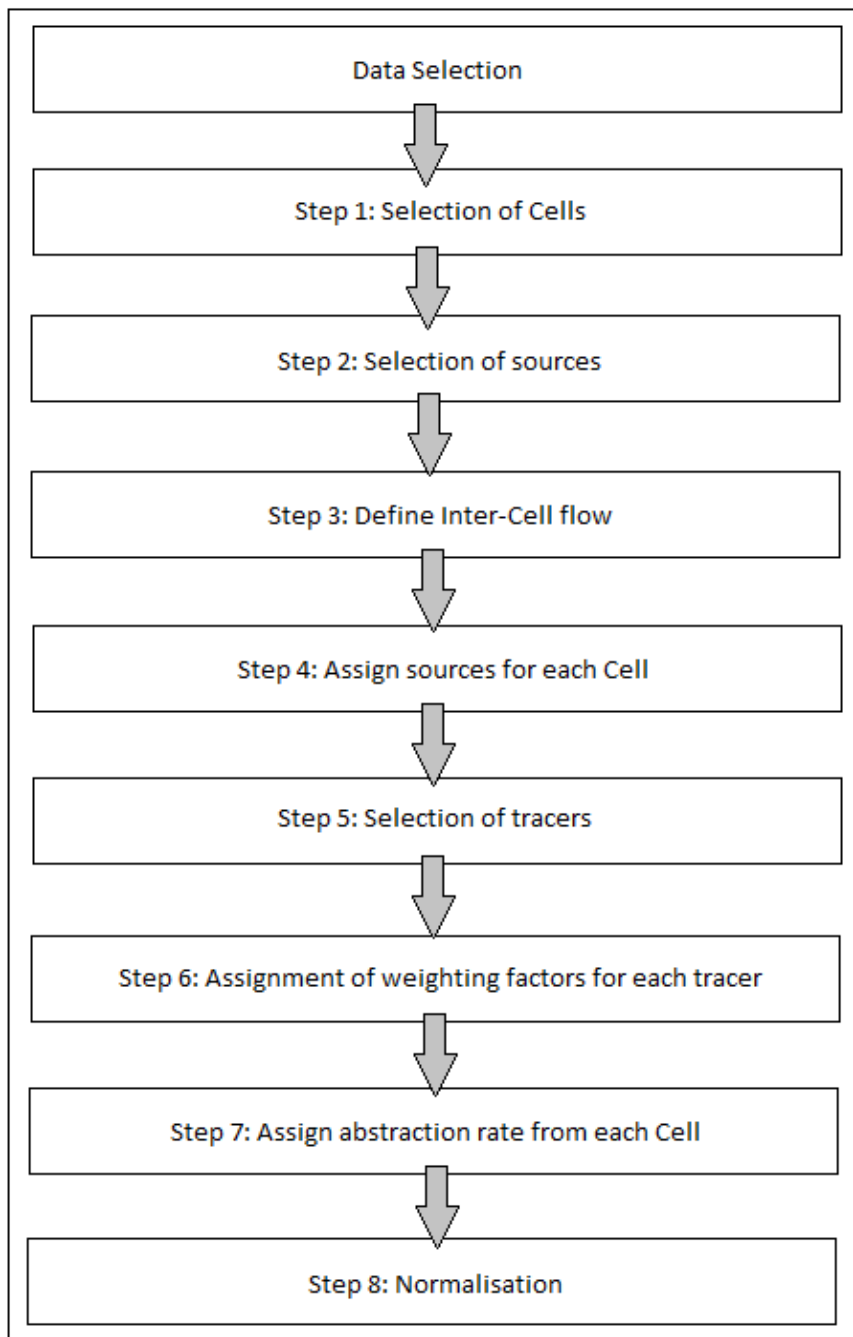 Data Selection
Step 1: Selection of Cells
Step 2: Selection of sources
Step 3: Define Inter-Cell flow
Step 4: Assign sources for each Cell
Step 5: Selection of tracers
Step 6: Assignment of weighting factors for each tracer
Step 7: Assign abstraction rate from each Cell
Step 8: Normalisation